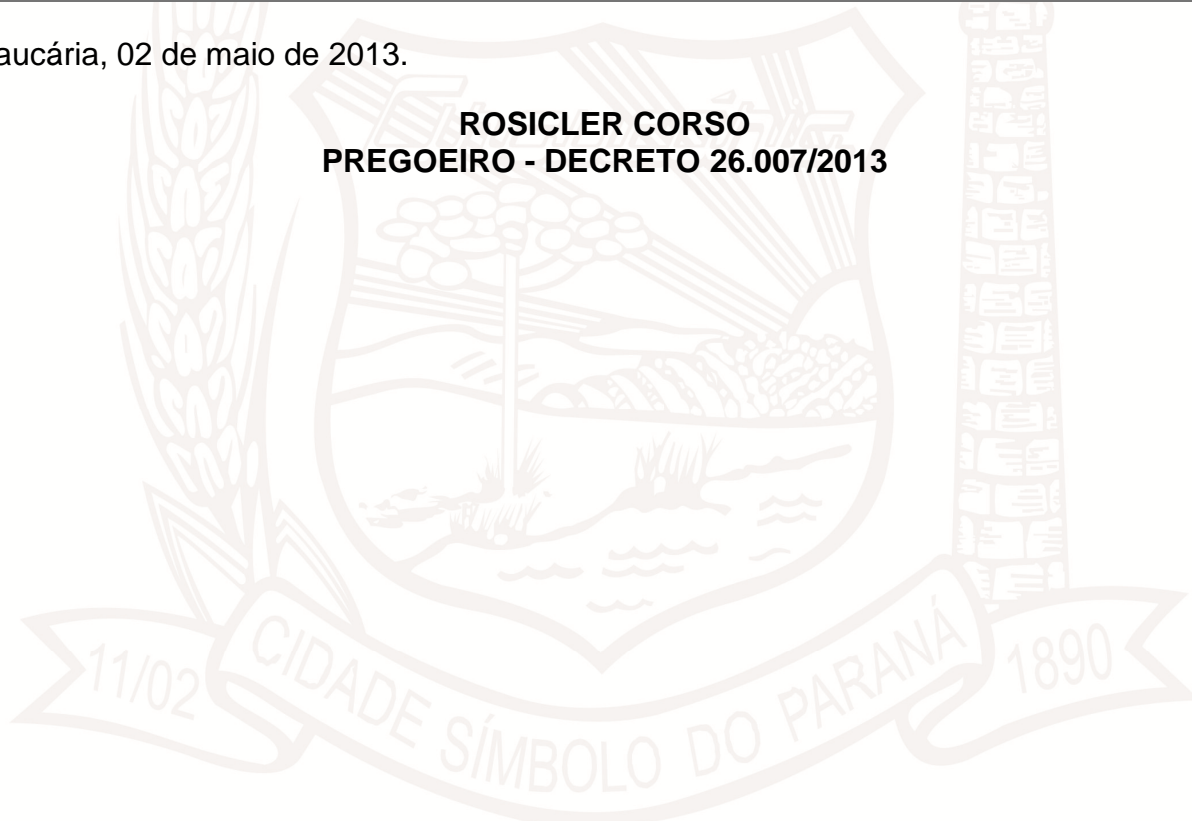 aucária, 02 de maio de 2013.
ROSICLER CORSO
PREGOEIRO - DECRETO 26.007/2013
11/02
CIDADE SÍMBOLO DO PARANÁ
1890